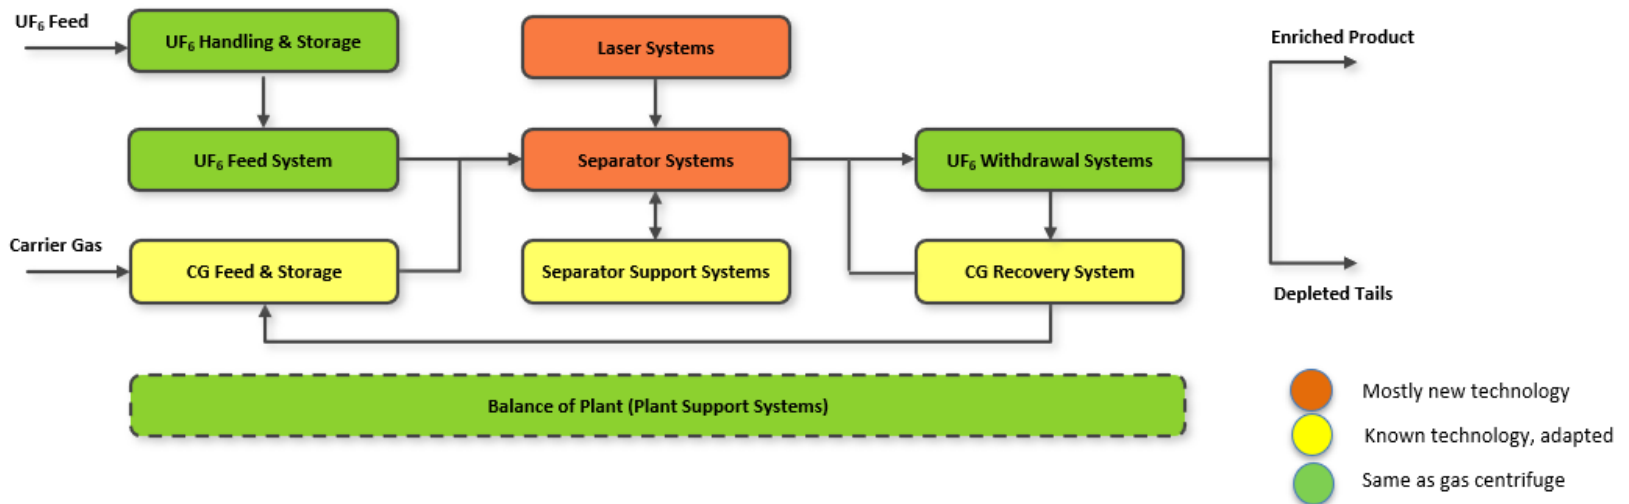 UF₆ Feed
UF₆ Handling & Storage
Laser Systems
Enriched Product
UF₆ Feed System
Separator Systems
UF₆ Withdrawal Systems
Carrier Gas
CG Feed & Storage
Separator Support Systems
CG Recovery System
Depleted Tails
Balance of Plant (Plant Support Systems)
Mostly new technology
Known technology, adapted
Same as gas centrifuge